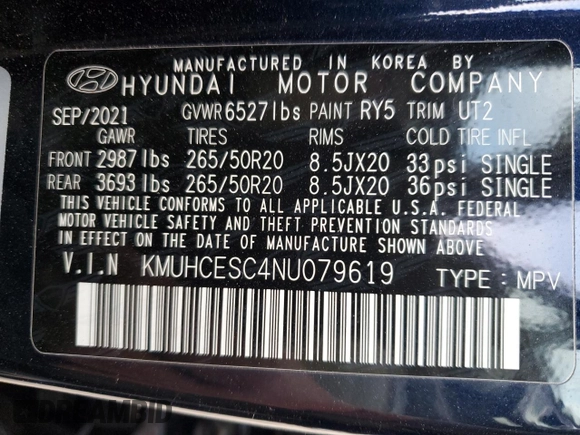 MANUFACTURED IN KOREA BY
HYUNDAI MOTOR COMPANY
SEP/2021 GVWR 6527lbs PAINT RY5 TRIM UT2
GAWR TIRES RIMS COLD TIRE INFL
FRONT 2987lbs 265/50R20 8.5JX20 33psi SINGLE
REAR 3693lbs 265/50R20 8.5JX20 36psi SINGLE
THIS VEHICLE CONFORMS TO ALL APPLICABLE U.S.A. FEDERAL
MOTOR VEHICLE SAFETY AND THEFT PREVENTION STANDARDS
IN EFFECT ON THE DATE OF MANUFACTURE SHOWN ABOVE
V.I.N KMUHCESC4NU079619 TYPE : MPV
IDREAMBID